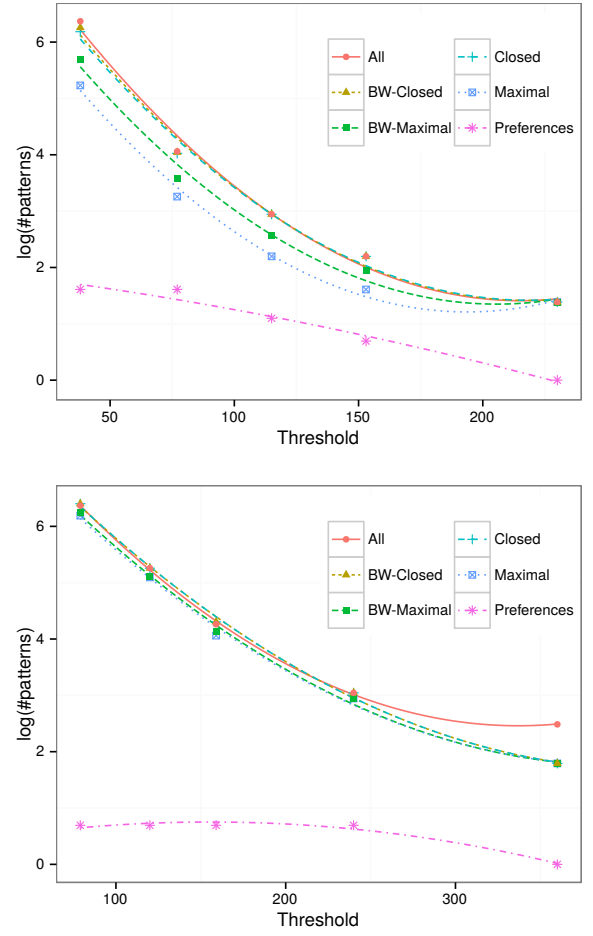 log(#patterns)
6
4
2
0
All
BW-Closed
BW-Maximal
Closed
Maximal
Preferences
50 100 150 200
Threshold
log(#patterns)
6
4
2
0
All
BW-Closed
BW-Maximal
Closed
Maximal
Preferences
100 200 300
Threshold